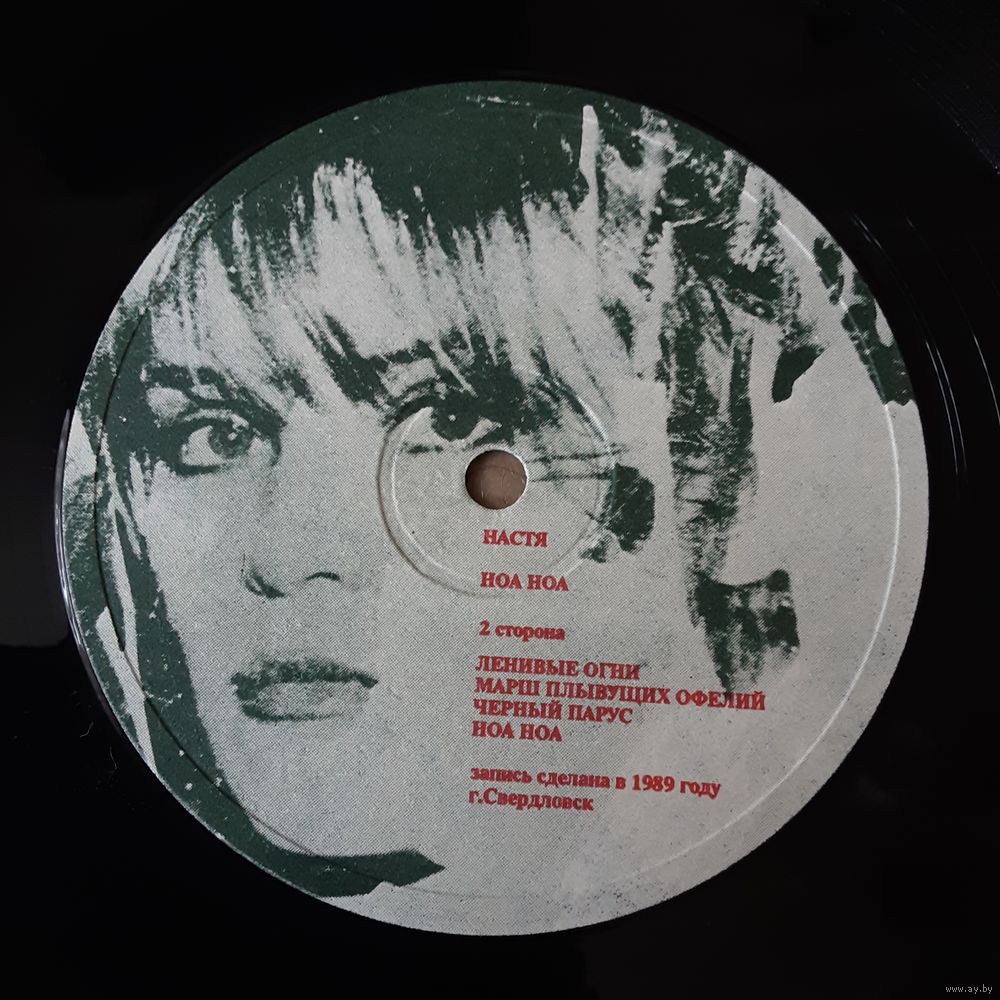 НАСТЯ
НОА НОА
2 сторона
ЛЕНИВЫЕ ОГНИ
МАРШ ПЛЫВУЩИХ ОФЕЛИЙ
ЧЕРНЫЙ ПАРУС
НОА НОА
запись сделана в 1989 году
г.Свердловск
www.ay.by